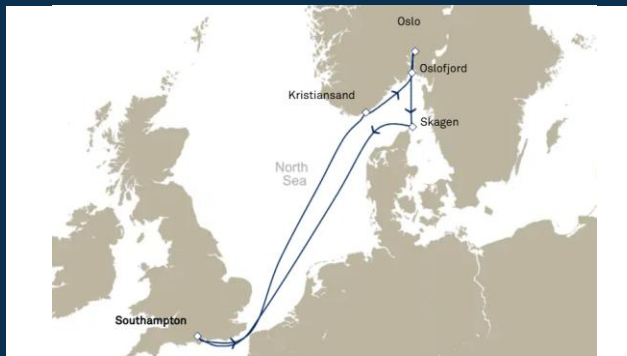 Oslo
Oslofjord
Kristiansand
Skagen
North
Sea
Southampton